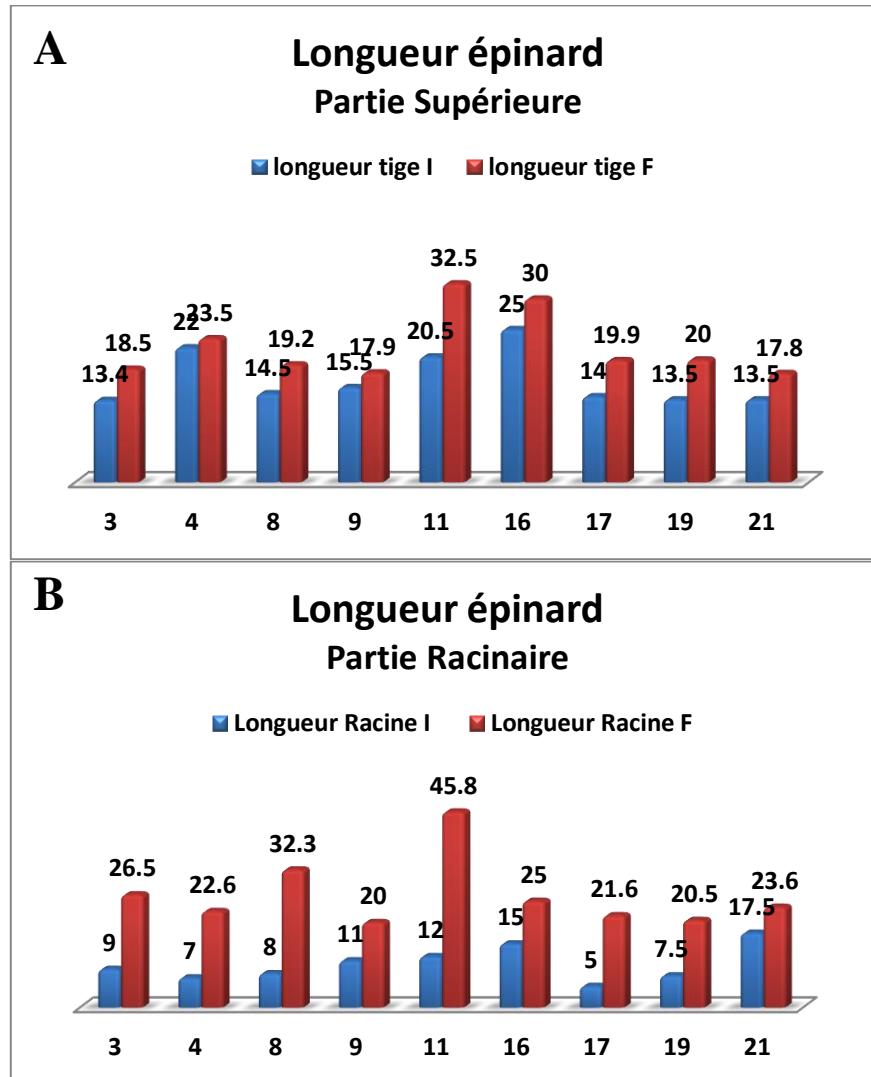 A
Longueur épinard
Partie Supérieure
longueur tige I longueur tige F
13.4 18.5 22 23.5 14.5 19.2 15.5 17.9 20.5 32.5 25 30 14 19.9 13.5 20 13.5 17.8
3 4 8 9 11 16 17 19 21
B
Longueur épinard
Partie Racinaire
Longueur Racine I Longueur Racine F
9 26.5 7 22.6 8 32.3 11 20 12 45.8 15 25 5 21.6 7.5 20.5 17.5 23.6
3 4 8 9 11 16 17 19 21